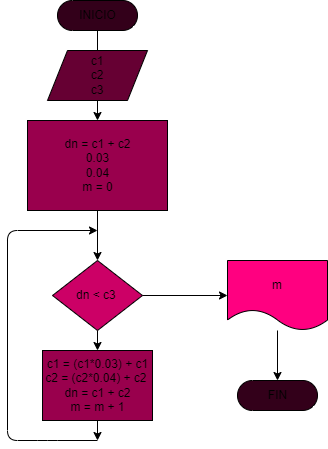 INICIO
c1
c2
c3
dn = c1 + c2
0.03
0.04
m = 0
dn < c3
m
c1 = (c1*0.03) + c1
c2 = (c2*0.04) + c2
dn = c1 + c2
m = m + 1
FIN